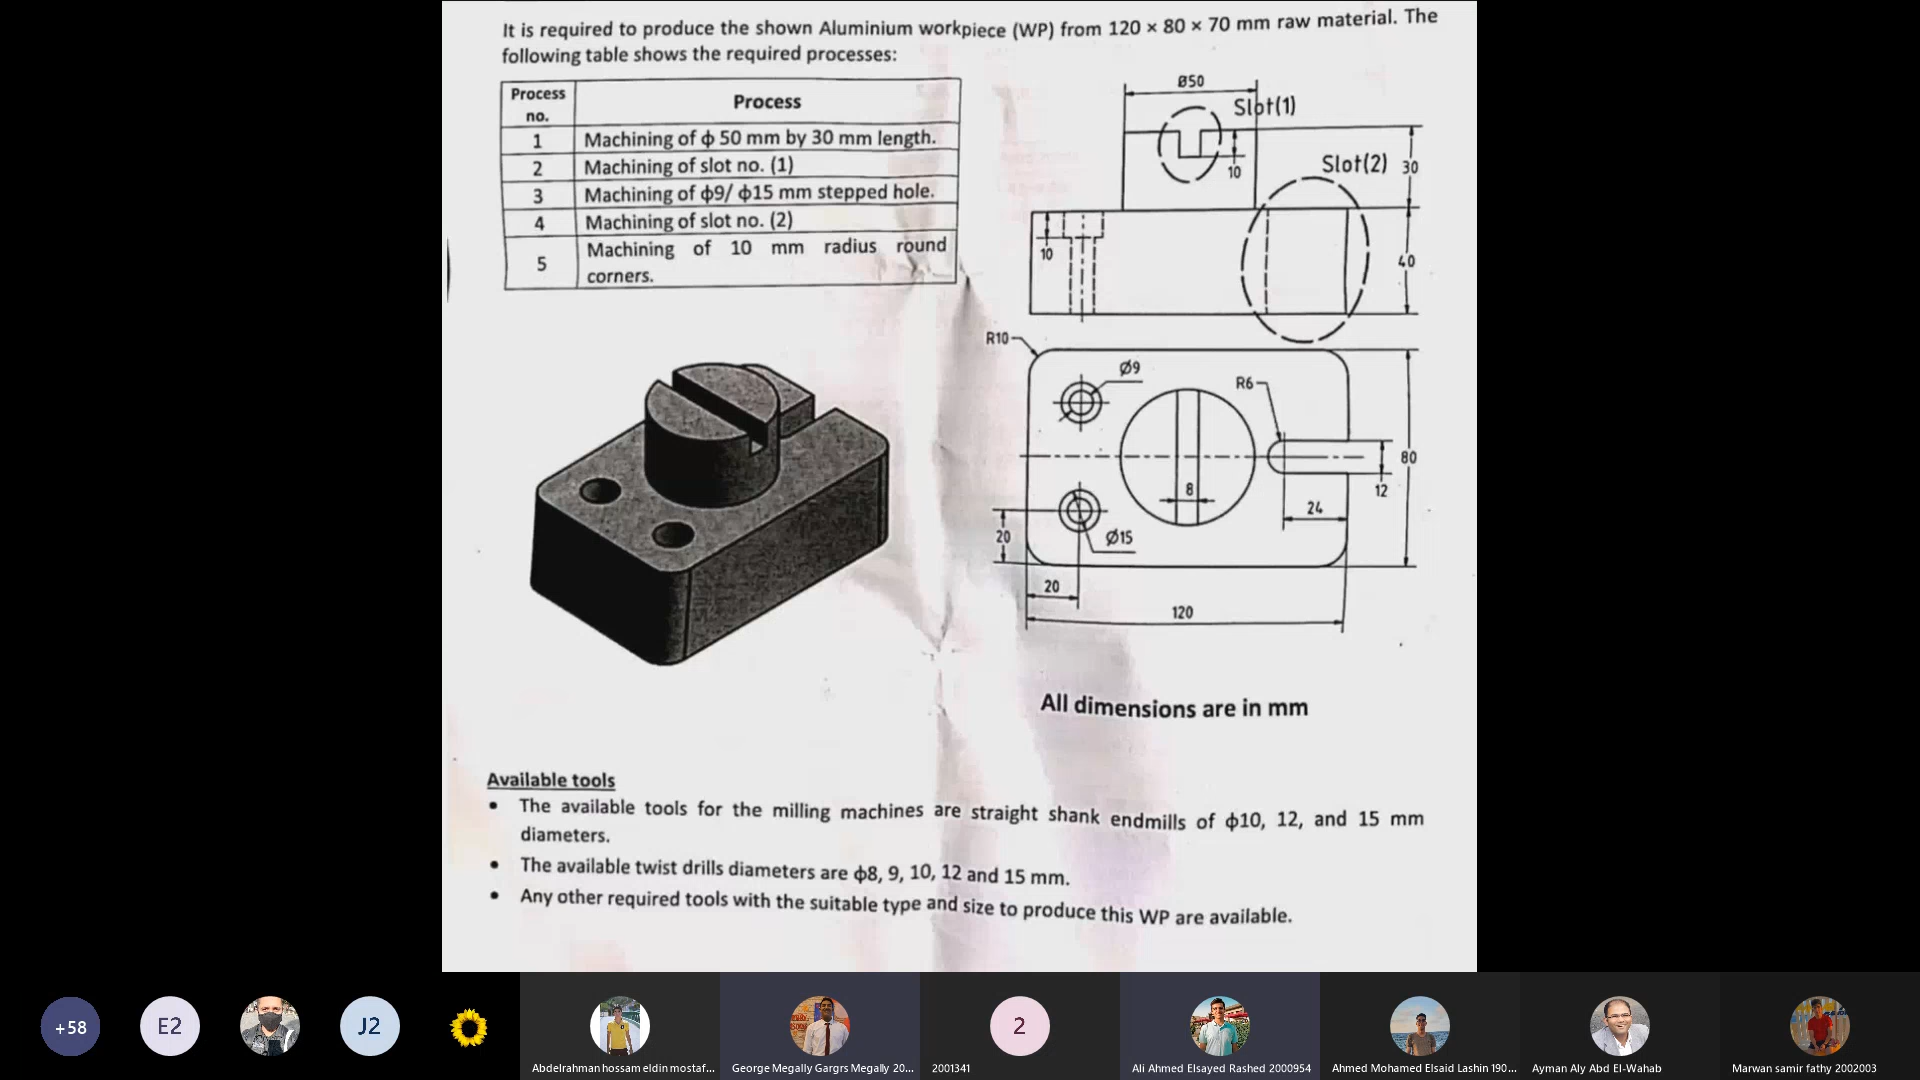 It is required to produce the shown Aluminium workpiece (WP) from 120 × 80 × 70 mm raw material. The
following table shows the required processes:
Process no. Process
1 Machining of ϕ 50 mm by 30 mm length.
2 Machining of slot no. (1)
3 Machining of ϕ9/ ϕ15 mm stepped hole.
4 Machining of slot no. (2)
5 Machining of 10 mm radius round
corners.
Ø50
Slot(1)
10
Slot(2)
30
10
40
R10
Ø9
R6
8
80
12
24
20
Ø15
20
120
All dimensions are in mm
Available tools
• The available tools for the milling machines are straight shank endmills of ϕ10, 12, and 15 mm
diameters.
• The available twist drills diameters are ϕ8, 9, 10, 12 and 15 mm.
• Any other required tools with the suitable type and size to produce this WP are available.
+58
E2
J2
2
Abdelrahman hossam eldin mostaf...
George Megally Gargrs Megally 20...
2001341
Ali Ahmed Elsayed Rashed 2000954
Ahmed Mohamed Elsaid Lashin 190...
Ayman Aly Abd El-Wahab
Marwan samir fathy 2002003